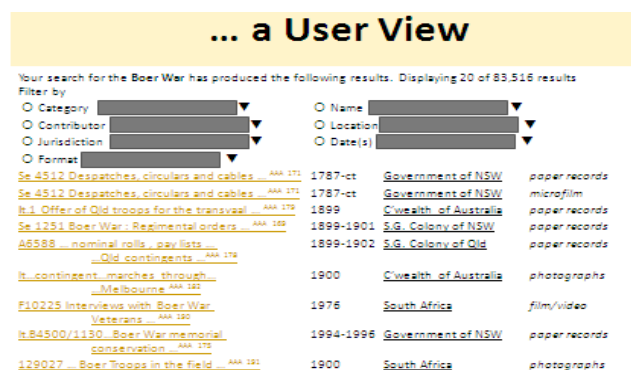 ... a User View
Your search for the Boer War has produced the following results. Displaying 20 of 83,516 results
Filter by
○ Category ▼ ○ Name ▼
○ Contributor ▼ ○ Location ▼
○ Jurisdiction ▼ ○ Date(s) ▼
○ Format ▼
Se 4512 Despatches, circulars and cables ... AAA 171 1787-ct Government of NSW paper records
Se 4512 Despatches, circulars and cables ... AAA 171 1787-ct Government of NSW microfilm
It.1 Offer of Qld troops for the transvaal ... AAA 179 1899 C'wealth of Australia paper records
Se 1251 Boer War : Regimental orders ... AAA 169 1899-1901 S.G. Colony of NSW paper records
A6588 ... nominal rolls , pay lists ... 1899-1902 S.G. Colony of Qld paper records
...Qld contingents ... AAA 178
It...contingent...marches through... 1900 C'wealth of Australia photographs
...Melbourne AAA 182
F10225 Interviews with Boer War 1976 South Africa film/video
Veterans ... AAA 190
It.B4500/1130...Boer War memorial 1994-1996 Government of NSW paper records
conservation ... AAA 175
129027 ... Boer Troops in the field ... AAA 191 1900 South Africa photographs